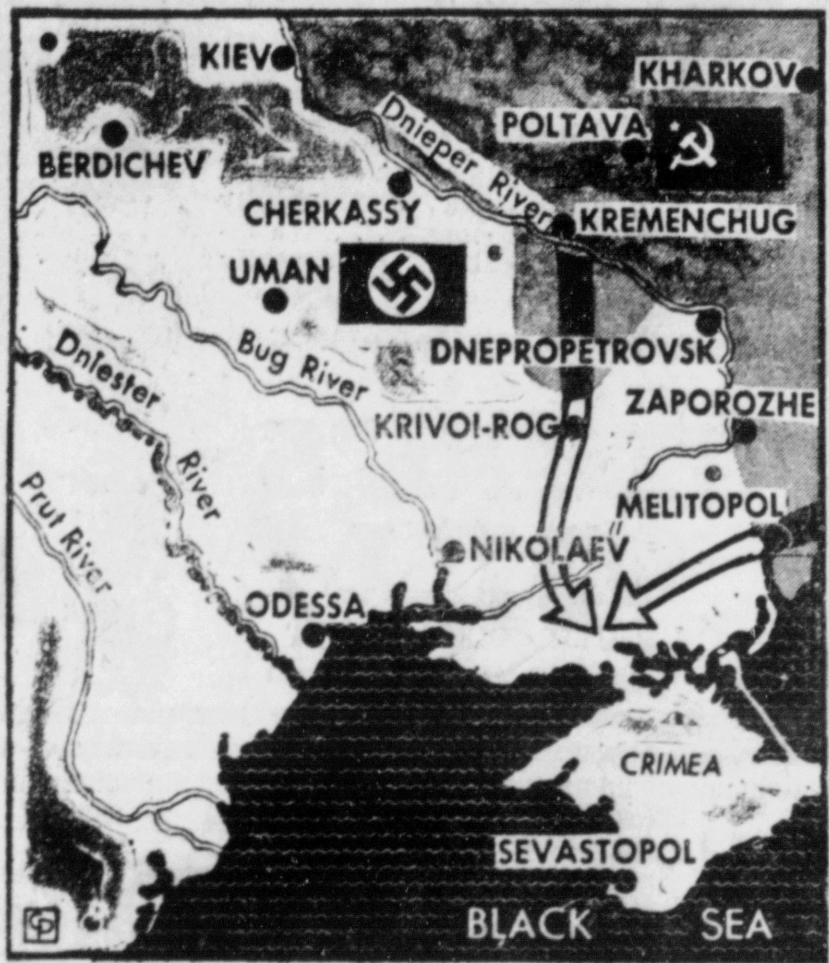 KIEV
KHARKOV
POLTAVA
BERDICHEV
Dnieper River
CHERKASSY
KREMENCHUG
UMAN
DNEPROPETROVSK
Bug River
Dniester
River
KRIVOI-ROG
ZAPOROZHE
Prut River
MELITOPOL
NIKOLAEV
ODESSA
CRIMEA
SEVASTOPOL
BLACK SEA
CP